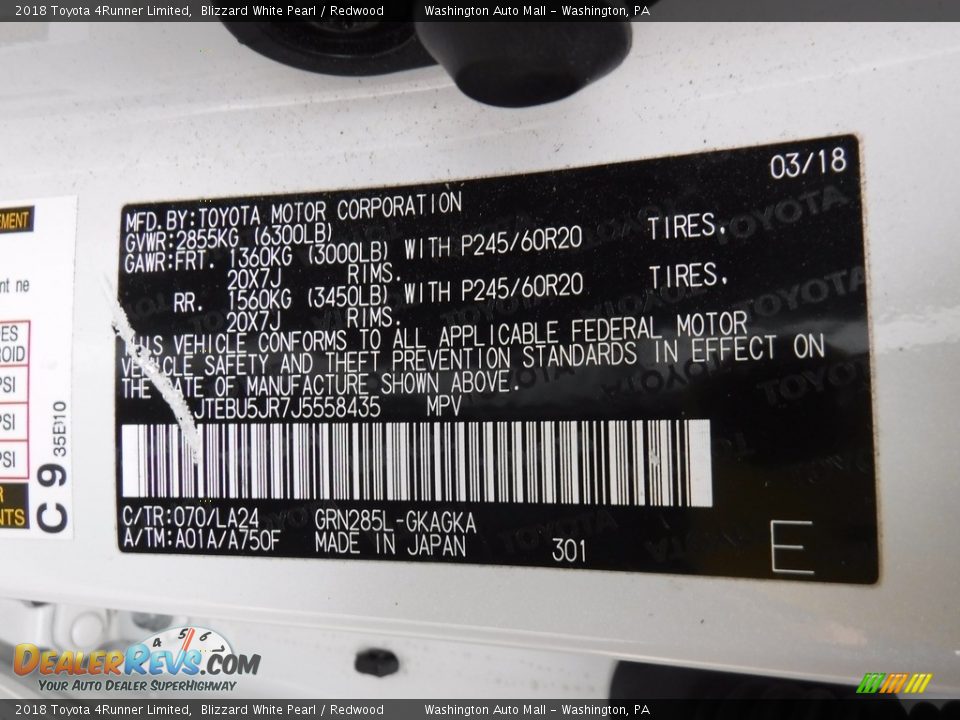 2018 Toyota 4Runner Limited, Blizzard White Pearl / Redwood Washington Auto Mall - Washington, PA
03/18
MFD.BY:TOYOTA MOTOR CORPORATION
GVWR:2855KG (6300LB)
GAWR:FRT. 1360KG (3000LB) WITH P245/60R20 TIRES,
20X7J RIMS.
RR. 1560KG (3450LB) WITH P245/60R20 TIRES,
20X7J RIMS.
THIS VEHICLE CONFORMS TO ALL APPLICABLE FEDERAL MOTOR
VEHICLE SAFETY AND THEFT PREVENTION STANDARDS IN EFFECT ON
THE DATE OF MANUFACTURE SHOWN ABOVE.
JTEBU5JR7J5558435 MPV
C/TR:070/LA24 GRN285L-GKAGKA
A/TM:A01A/A750F MADE IN JAPAN 301
E
C 9 35E110
PSI
PSI
PSI
4 5 6
DEALERREVS.COM
YOUR AUTO DEALER SUPERHIGHWAY
2018 Toyota 4Runner Limited, Blizzard White Pearl / Redwood Washington Auto Mall - Washington, PA